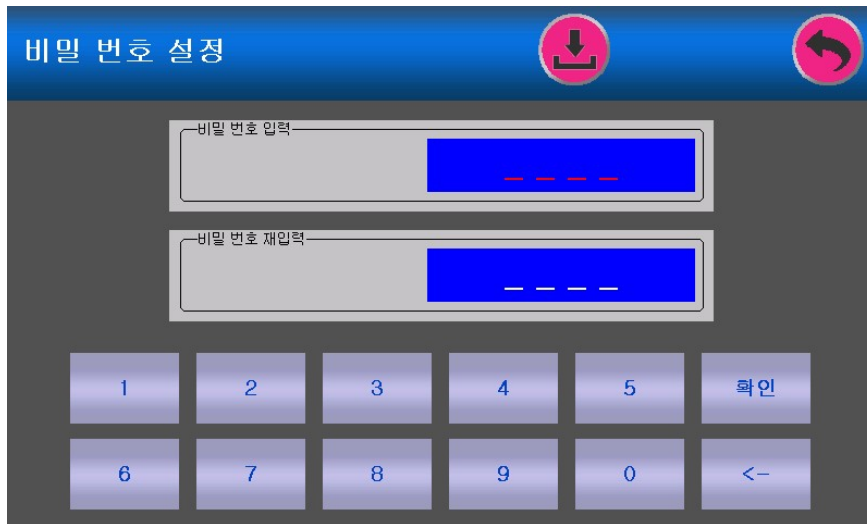 비밀 번호 설정
비밀 번호 입력
_ _ _ _
비밀 번호 재입력
_ _ _ _
1 2 3 4 5 확인
6 7 8 9 0 <-